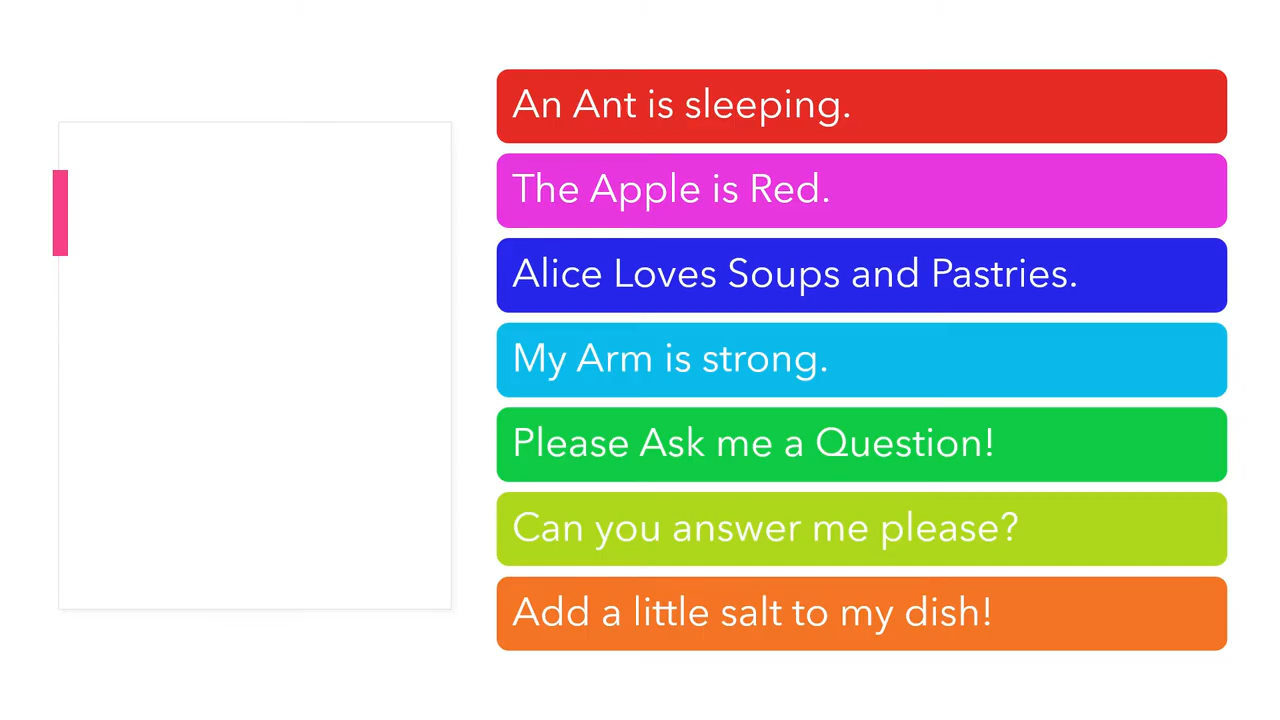 An Ant is sleeping.
The Apple is Red.
Alice Loves Soups and Pastries.
My Arm is strong.
Please Ask me a Question!
Can you answer me please?
Add a little salt to my dish!